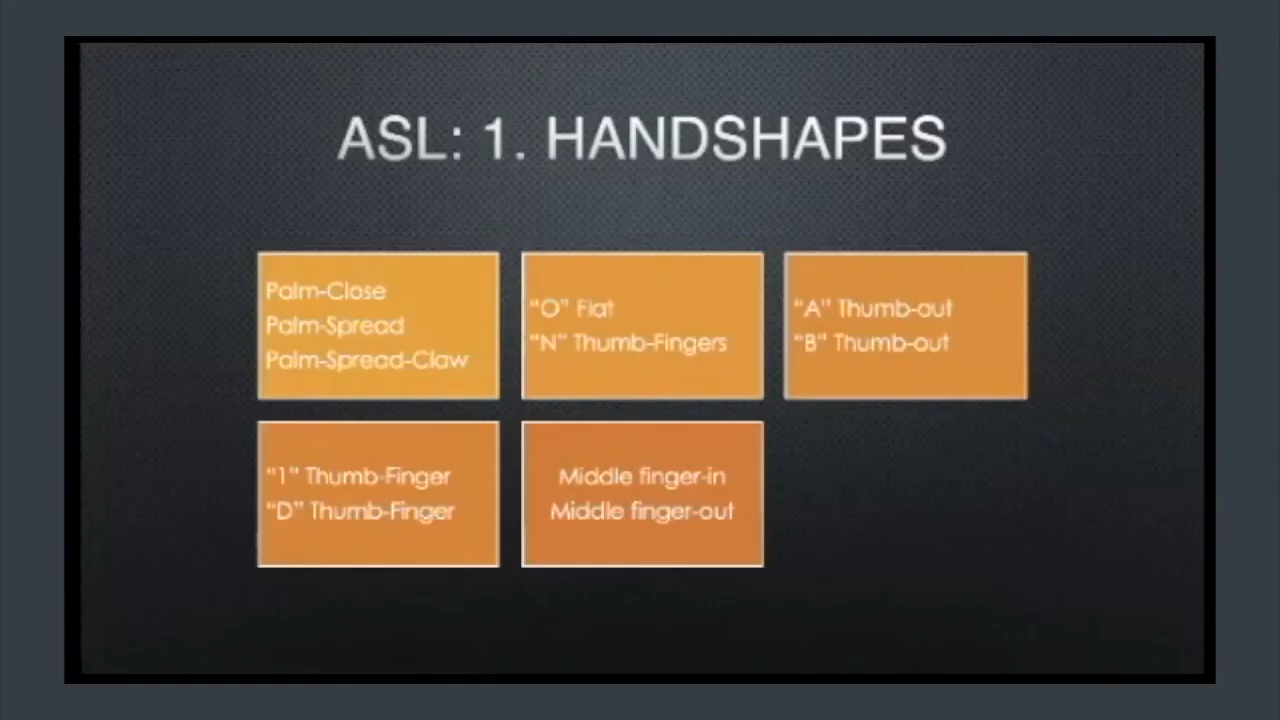 ASL: 1. HANDSHAPES
Palm-Close
Palm-Spread
Palm-Spread-Claw
“O” Flat
“N” Thumb-Fingers
“A” Thumb-out
“B” Thumb-out
“1” Thumb-Finger
“D” Thumb-Finger
Middle finger-in
Middle finger-out